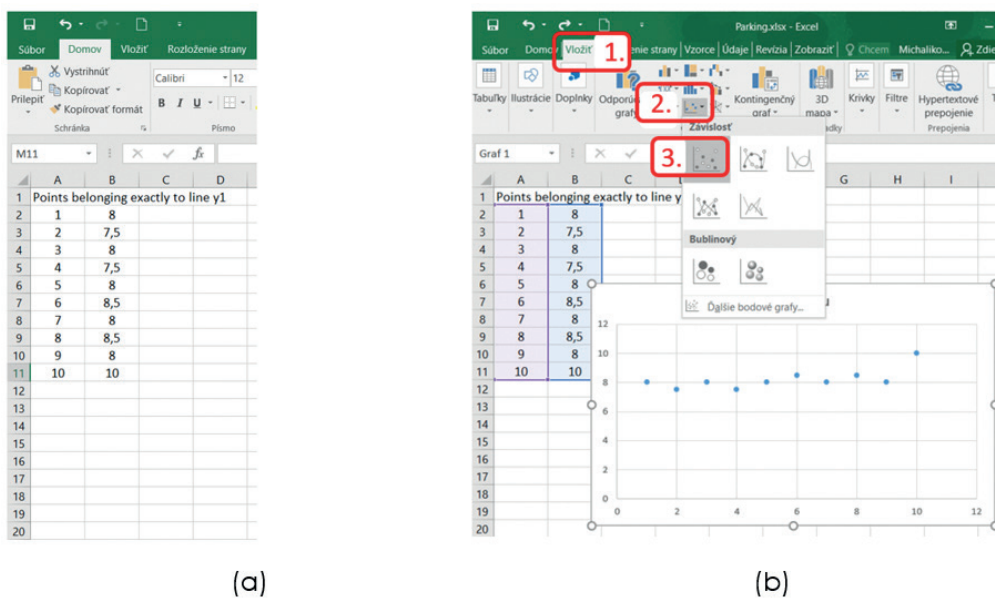 Súbor Domov Vložiť Rozloženie strany
Prilepiť
Vystrihnúť
Kopírovať
Kopírovať formát
Schránka
Calibri 12
B I U
Písmo
M11 fx
A B C D
1 Points belonging exactly to line y1
2 1 8
3 2 7,5
4 3 8
5 4 7,5
6 5 8
7 6 8,5
8 7 8
9 8 8,5
10 9 8
11 10 10
12
13
14
15
16
17
18
19
20
(a)
Parking.xlsx - Excel
Súbor Vložiť 1. strany Vzorce Údaje Revízia Zobraziť Chcem Michaliko...
Tabuľky Ilustrácie Doplnky
2.
Kontingenčný
graf
3D
mapa
Krivky Filtre Hypertextové
prepojenie
Prepojenia
Závislosť
3.
Graf 1
A B C G H I
1 Points belonging exactly to line y
2 1 8
3 2 7,5
4 3 8
5 4 7,5
6 5 8
7 6 8,5
8 7 8
9 8 8,5
10 9 8
11 10 10
12
13
14
15
16
17
18
19
20
Bublinový
Ďalšie bodové grafy...
12
10
8
6
4
2
0
0 2 4 6 8 10 12
(b)